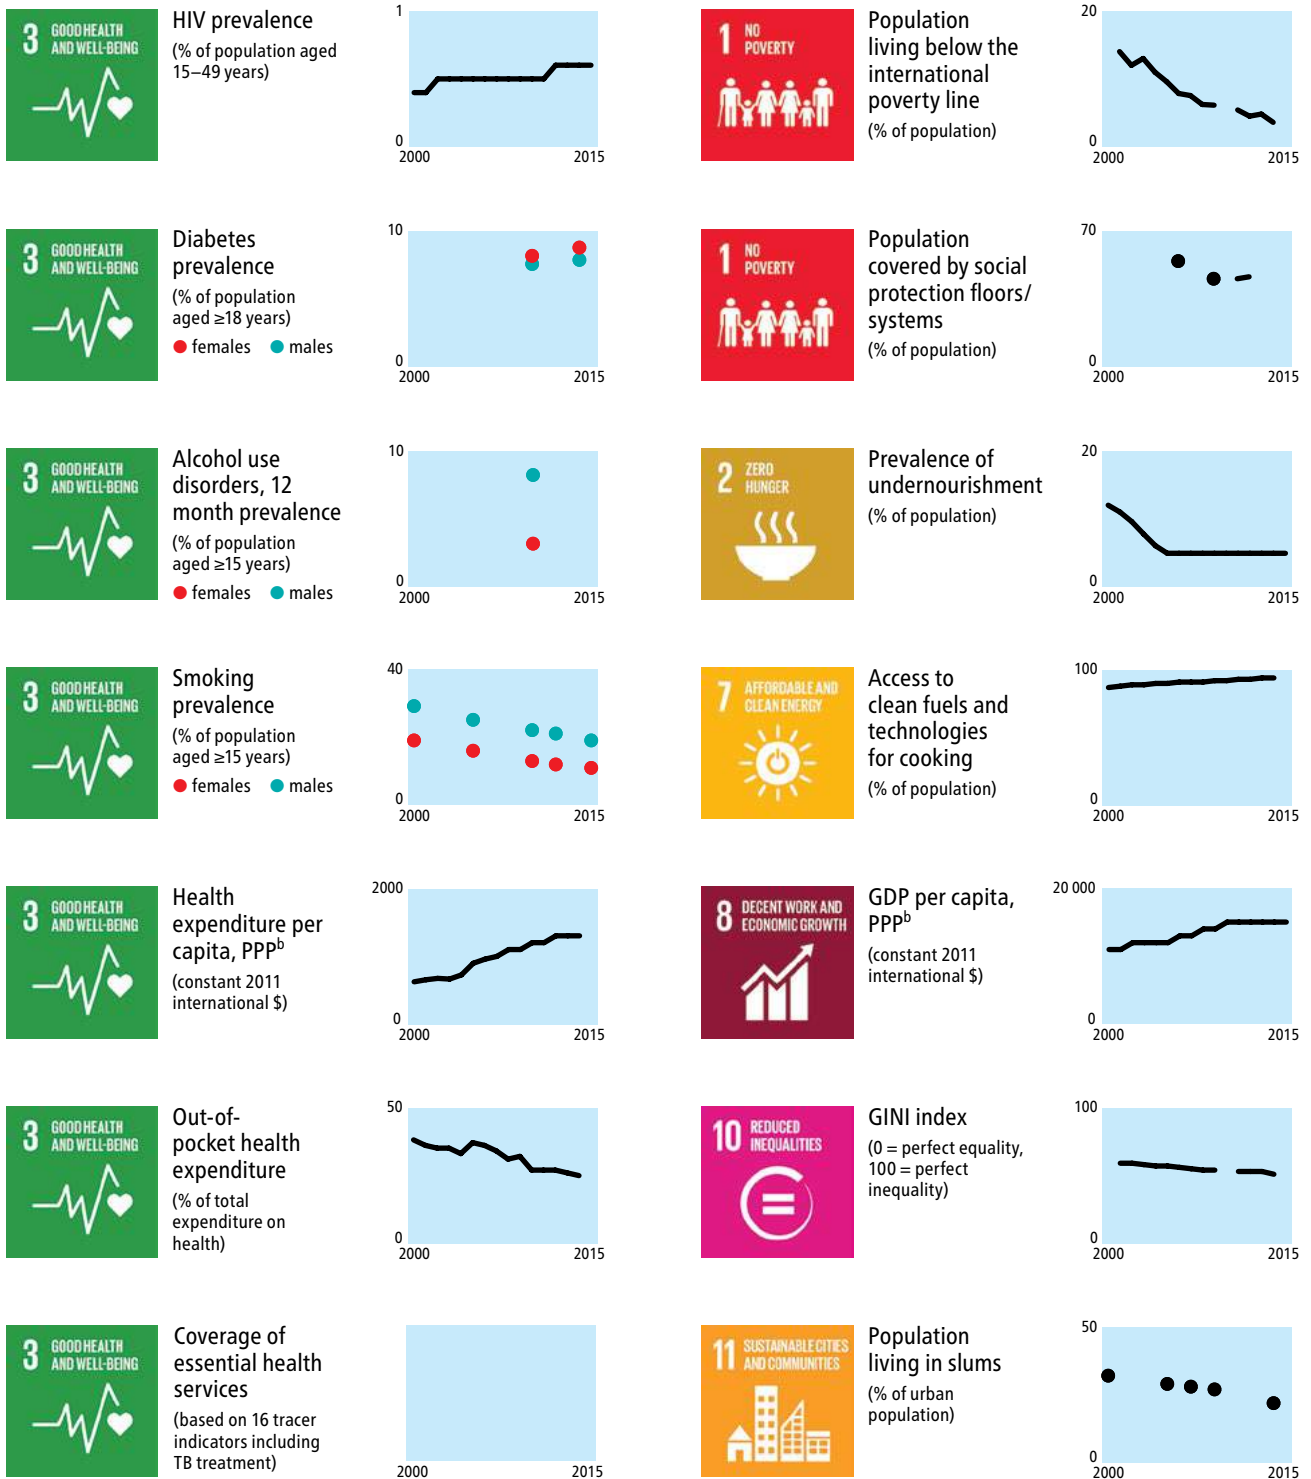 3 GOOD HEALTH
AND WELL-BEING
HIV prevalence
(% of population aged
15–49 years)
1
0
2000 2015
3 GOOD HEALTH
AND WELL-BEING
Diabetes
prevalence
(% of population
aged ≥18 years)
females males
10
0
2000 2015
3 GOOD HEALTH
AND WELL-BEING
Alcohol use
disorders, 12
month prevalence
(% of population
aged ≥15 years)
females males
10
0
2000 2015
3 GOOD HEALTH
AND WELL-BEING
Smoking
prevalence
(% of population
aged ≥15 years)
females males
40
0
2000 2015
3 GOOD HEALTH
AND WELL-BEING
Health
expenditure per
capita, PPPᵇ
(constant 2011
international $)
2000
0
2000 2015
3 GOOD HEALTH
AND WELL-BEING
Out-of-
pocket health
expenditure
(% of total
expenditure on
health)
50
0
2000 2015
3 GOOD HEALTH
AND WELL-BEING
Coverage of
essential health
services
(based on 16 tracer
indicators including
TB treatment)
2000 2015
1 NO
POVERTY
Population
living below the
international
poverty line
(% of population)
20
0
2000 2015
1 NO
POVERTY
Population
covered by social
protection floors/
systems
(% of population)
70
0
2000 2015
2 ZERO
HUNGER
Prevalence of
undernourishment
(% of population)
20
0
2000 2015
7 AFFORDABLE AND
CLEAN ENERGY
Access to
clean fuels and
technologies
for cooking
(% of population)
100
0
2000 2015
8 DECENT WORK AND
ECONOMIC GROWTH
GDP per capita,
PPPᵇ
(constant 2011
international $)
20 000
0
2000 2015
10 REDUCED
INEQUALITIES
GINI index
(0 = perfect equality,
100 = perfect
inequality)
100
0
2000 2015
11 SUSTAINABLE CITIES
AND COMMUNITIES
Population
living in slums
(% of urban
population)
50
0
2000 2015